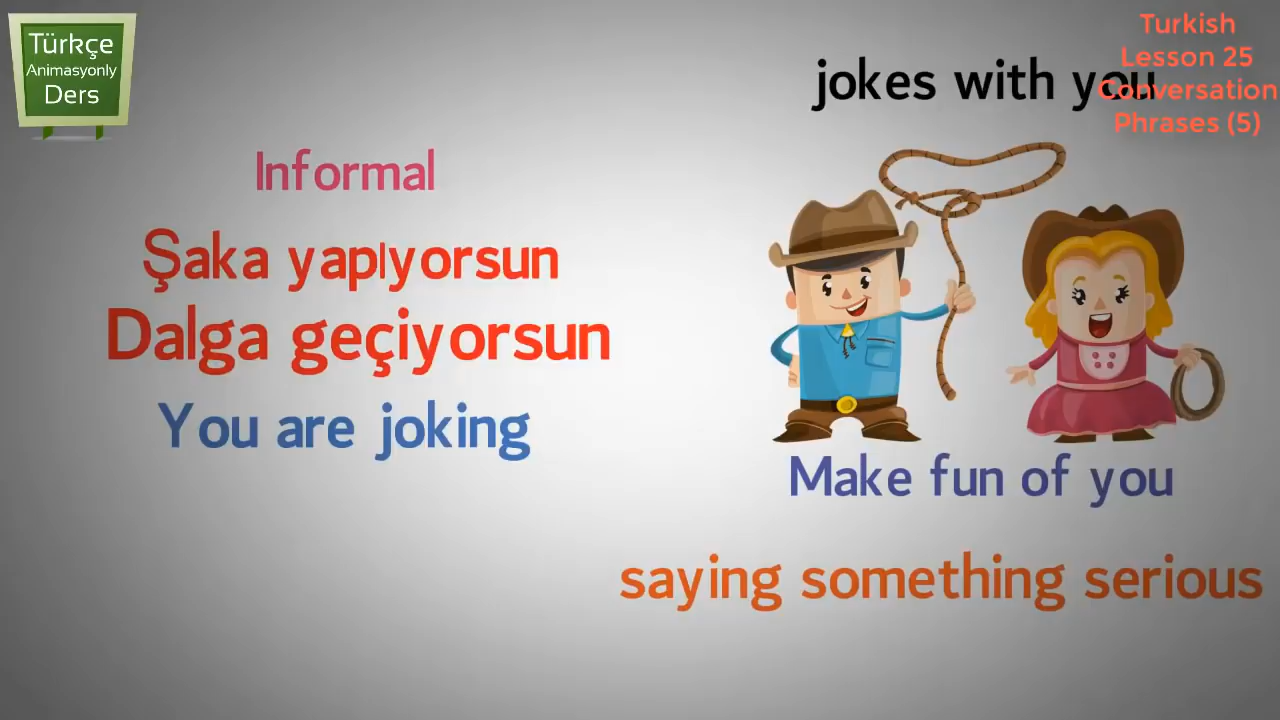 Türkçe
Animasyonly
Ders
jokes with you
Turkish
Lesson 25
Conversation
Phrases (5)
Informal
Şaka yapıyorsun
Dalga geçiyorsun
You are joking
Make fun of you
saying something serious